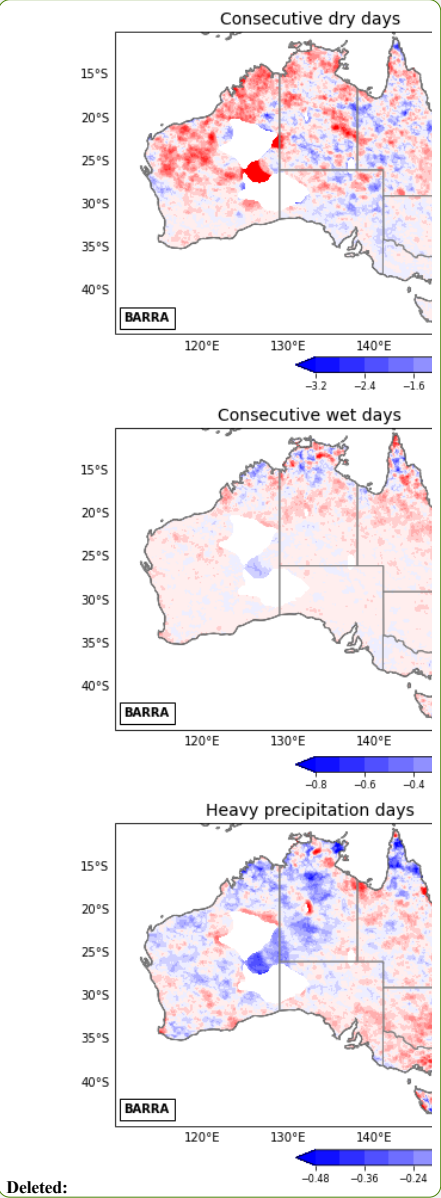 Consecutive dry days
15°S
20°S
25°S
30°S
35°S
40°S
BARRA
120°E 130°E 140°E
−3.2 −2.4 −1.6
Consecutive wet days
15°S
20°S
25°S
30°S
35°S
40°S
BARRA
120°E 130°E 140°E
−0.8 −0.6 −0.4
Heavy precipitation days
15°S
20°S
25°S
30°S
35°S
40°S
BARRA
120°E 130°E 140°E
−0.48 −0.36 −0.24
Deleted: